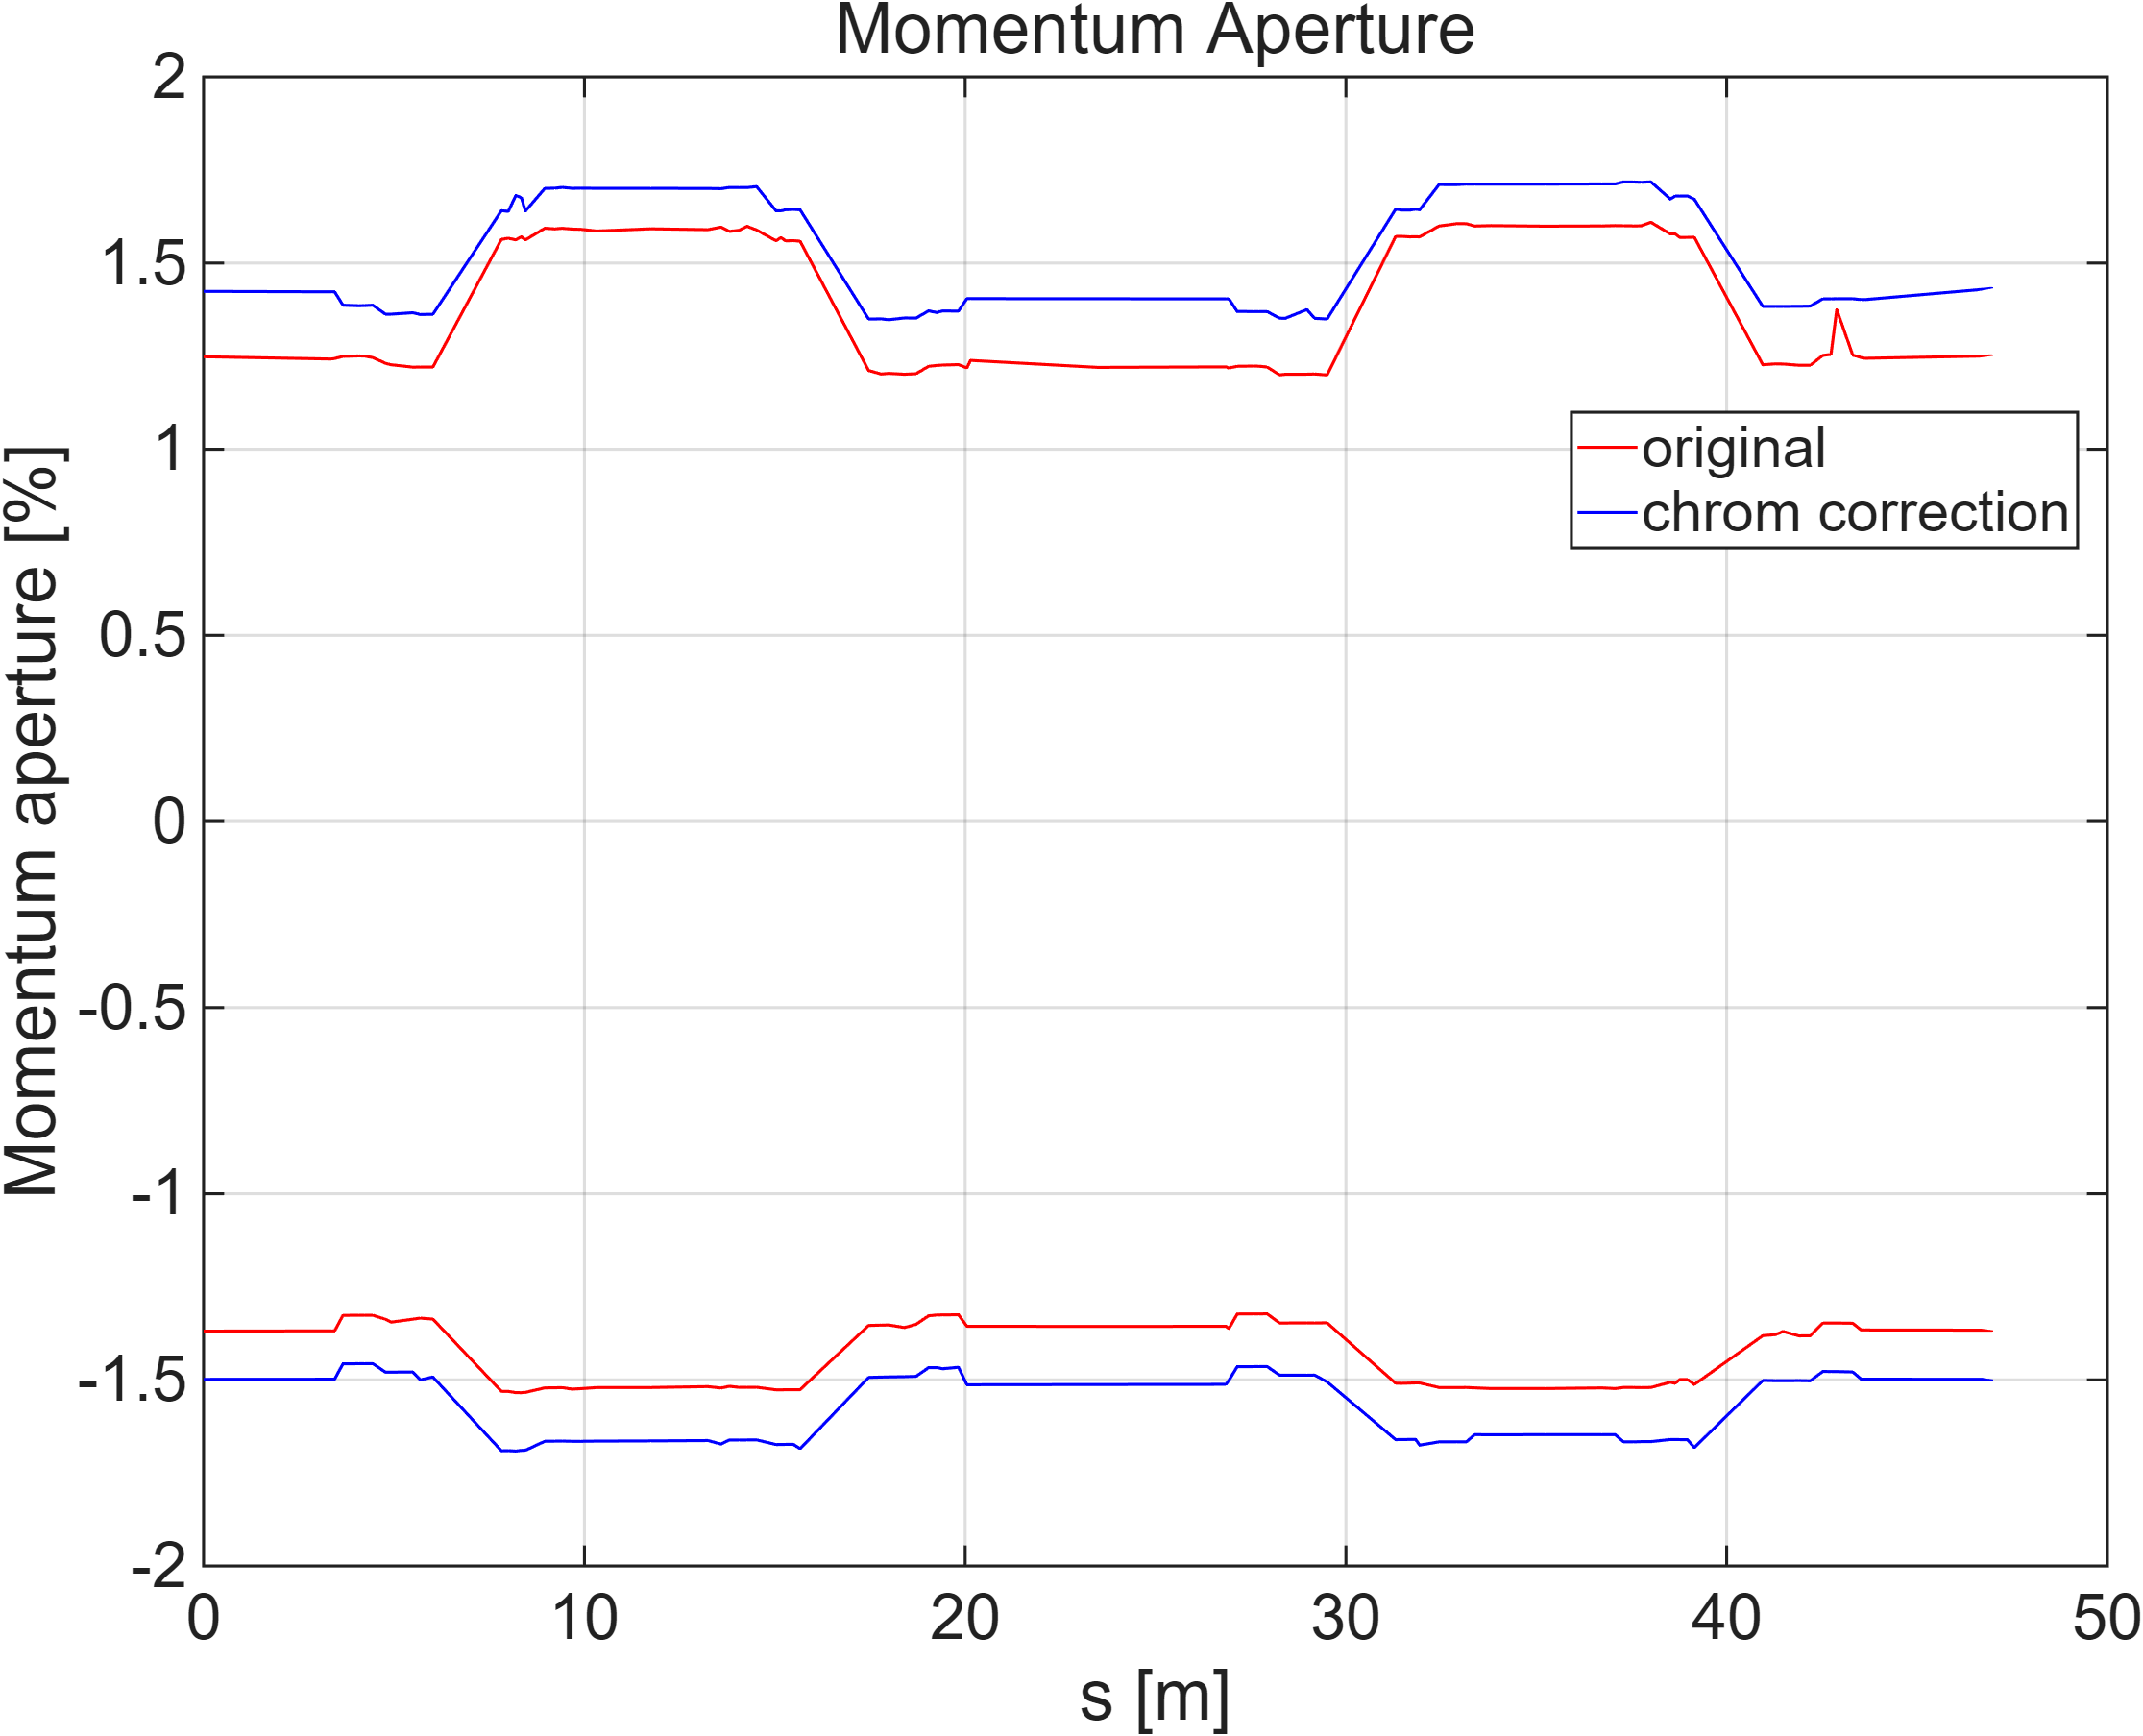 Momentum Aperture
Momentum aperture [%]
2
1.5
1
0.5
0
-0.5
-1
-1.5
-2
original
chrom correction
0 10 20 30 40 50
s [m]